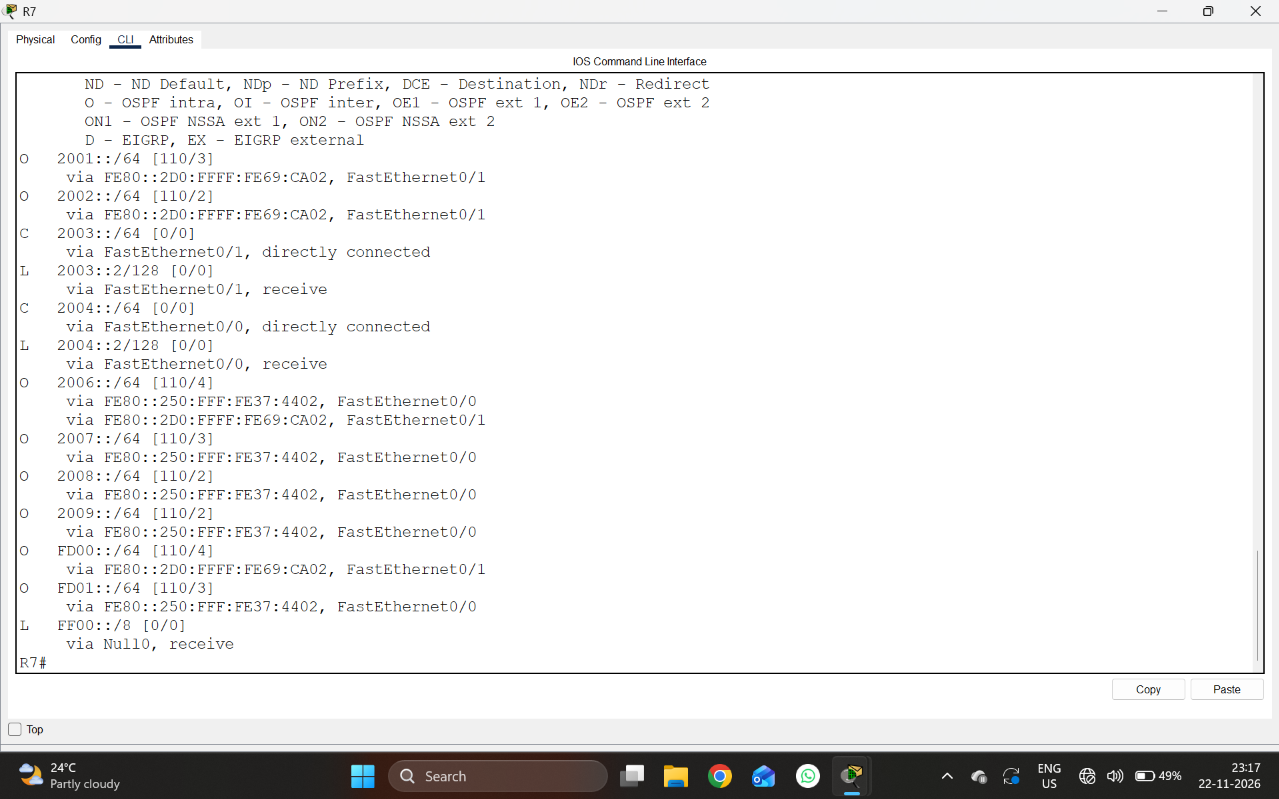 R7
Physical Config CLI Attributes
IOS Command Line Interface
ND - ND Default, NDp - ND Prefix, DCE - Destination, NDr - Redirect
O - OSPF intra, OI - OSPF inter, OE1 - OSPF ext 1, OE2 - OSPF ext 2
ON1 - OSPF NSSA ext 1, ON2 - OSPF NSSA ext 2
D - EIGRP, EX - EIGRP external
O 2001::/64 [110/3]
via FE80::2D0:FFFF:FE69:CA02, FastEthernet0/1
O 2002::/64 [110/2]
via FE80::2D0:FFFF:FE69:CA02, FastEthernet0/1
C 2003::/64 [0/0]
via FastEthernet0/1, directly connected
L 2003::2/128 [0/0]
via FastEthernet0/1, receive
C 2004::/64 [0/0]
via FastEthernet0/0, directly connected
L 2004::2/128 [0/0]
via FastEthernet0/0, receive
O 2006::/64 [110/4]
via FE80::250:FFF:FE37:4402, FastEthernet0/0
via FE80::2D0:FFFF:FE69:CA02, FastEthernet0/1
O 2007::/64 [110/3]
via FE80::250:FFF:FE37:4402, FastEthernet0/0
O 2008::/64 [110/2]
via FE80::250:FFF:FE37:4402, FastEthernet0/0
O 2009::/64 [110/2]
via FE80::250:FFF:FE37:4402, FastEthernet0/0
O FD00::/64 [110/4]
via FE80::2D0:FFFF:FE69:CA02, FastEthernet0/1
O FD01::/64 [110/3]
via FE80::250:FFF:FE37:4402, FastEthernet0/0
L FF00::/8 [0/0]
via Null0, receive
R7#
Copy Paste
Top
24°C
Partly cloudy
Search
ENG
US
49%
23:17
22-11-2026